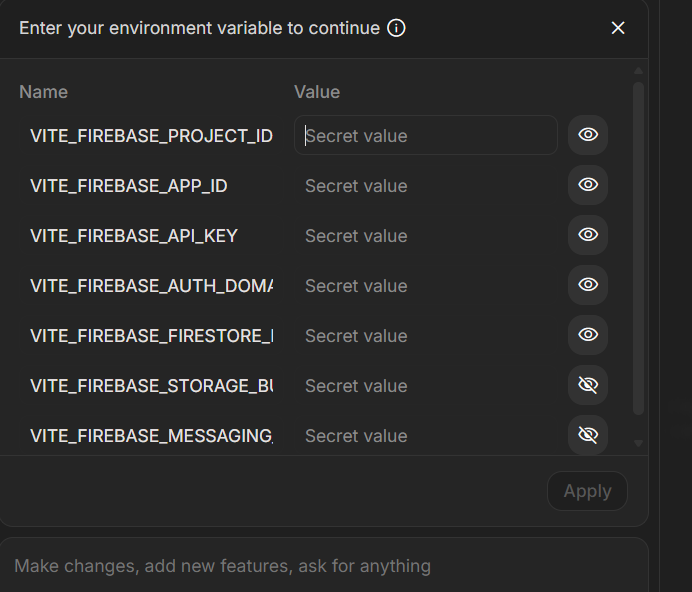 Enter your environment variable to continue
Name Value
VITE_FIREBASE_PROJECT_ID Secret value
VITE_FIREBASE_APP_ID Secret value
VITE_FIREBASE_API_KEY Secret value
VITE_FIREBASE_AUTH_DOMA Secret value
VITE_FIREBASE_FIRESTORE_ Secret value
VITE_FIREBASE_STORAGE_BU Secret value
VITE_FIREBASE_MESSAGING_ Secret value
Apply
Make changes, add new features, ask for anything